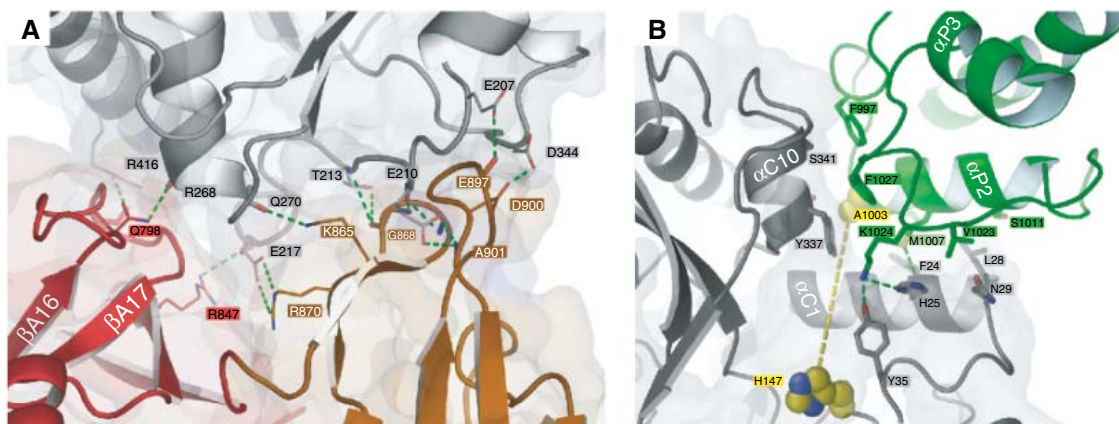 A
E207
R416
D344
R268
T213
E210
E897
Q270
D900
Q798
K865
G868
E217
A901
βA16
βA17
R847
R870
B
αP3
F997
αC10
S341
F1027
αP2
A1003
S1011
K1024
V1023
Y337
M1007
F24
L28
αC1
H25
N29
H147
Y35